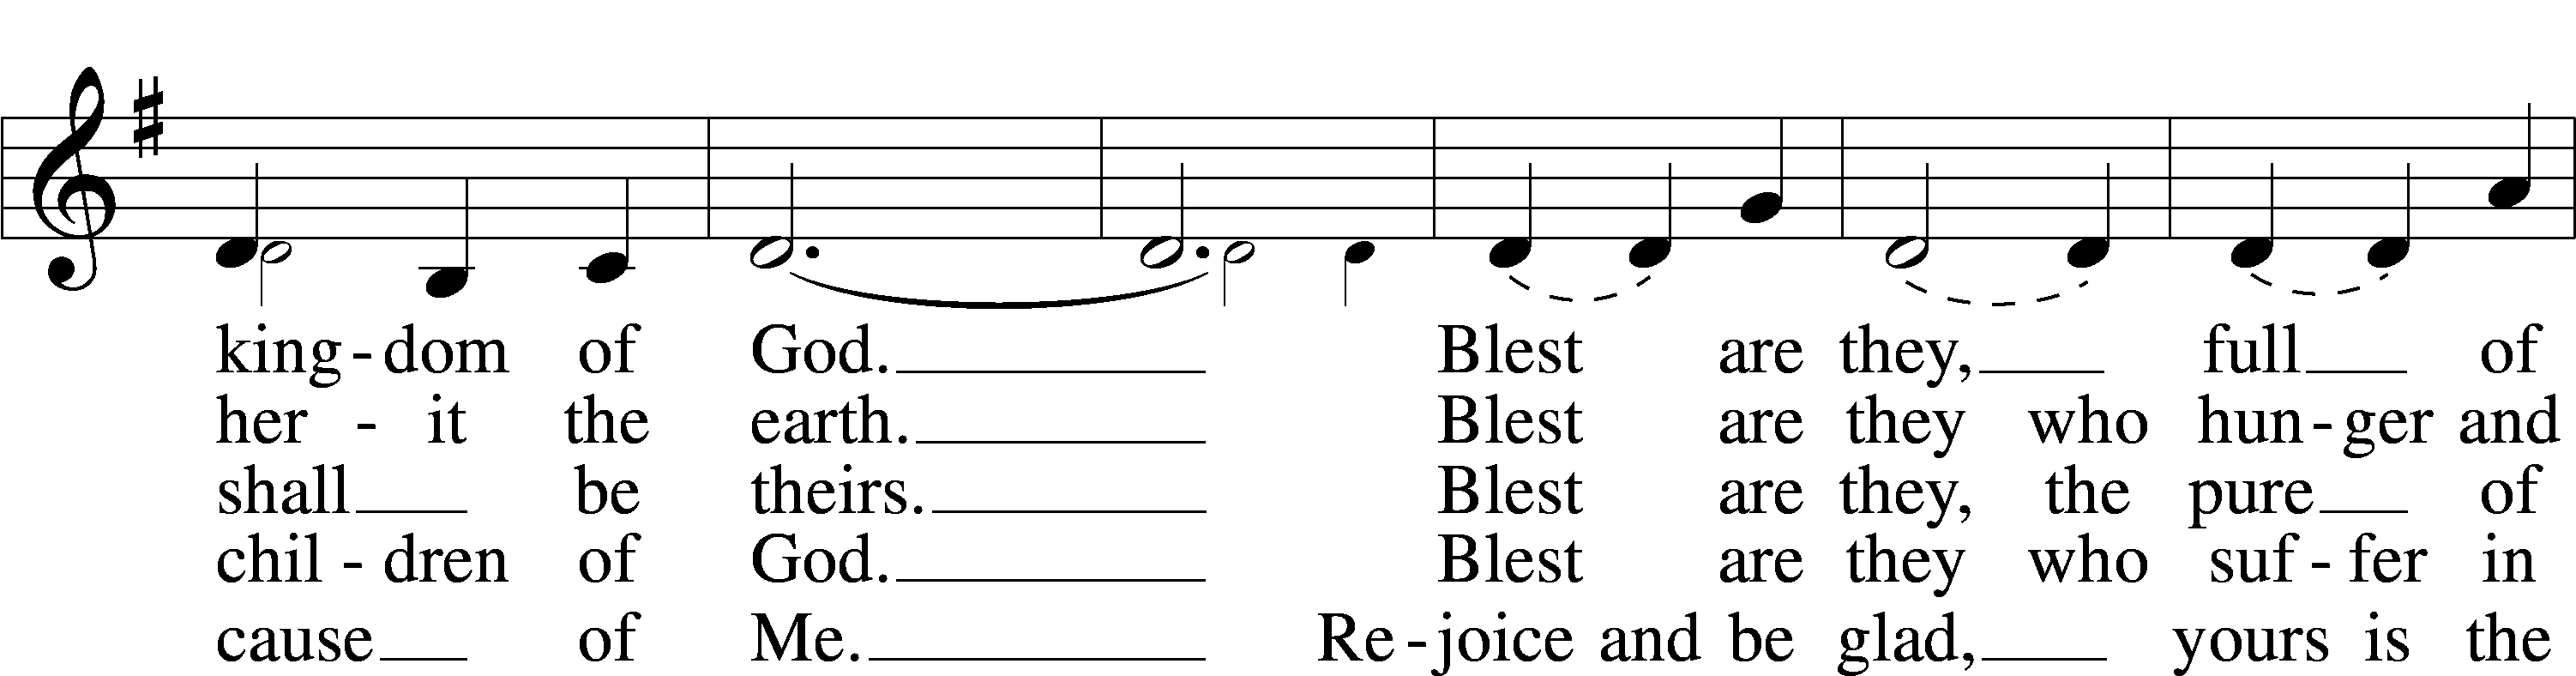 king-dom of God. Blest are they, full of
her - it the earth. Blest are they who hun-ger and
shall be theirs. Blest are they, the pure of
chil - dren of God. Blest are they who suf - fer in
cause of Me. Re-joice and be glad, yours is the